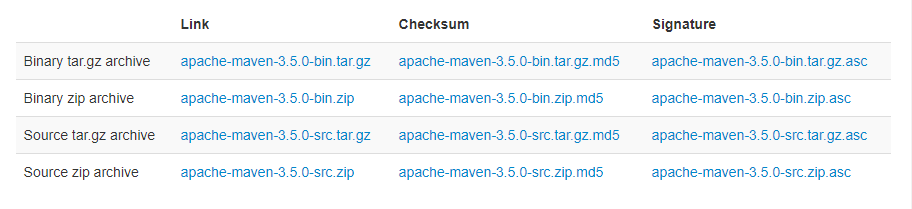 Link Checksum Signature
Binary tar.gz archive apache-maven-3.5.0-bin.tar.gz apache-maven-3.5.0-bin.tar.gz.md5 apache-maven-3.5.0-bin.tar.gz.asc
Binary zip archive apache-maven-3.5.0-bin.zip apache-maven-3.5.0-bin.zip.md5 apache-maven-3.5.0-bin.zip.asc
Source tar.gz archive apache-maven-3.5.0-src.tar.gz apache-maven-3.5.0-src.tar.gz.md5 apache-maven-3.5.0-src.tar.gz.asc
Source zip archive apache-maven-3.5.0-src.zip apache-maven-3.5.0-src.zip.md5 apache-maven-3.5.0-src.zip.asc